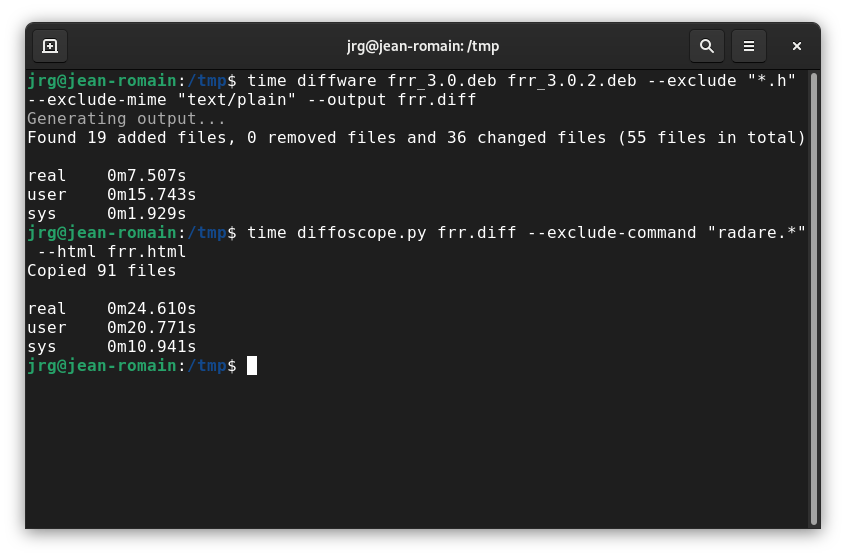 jrg@jean-romain: /tmp
jrg@jean-romain:/tmp$ time diffware frr_3.0.deb frr_3.0.2.deb --exclude "*.h"
--exclude-mime "text/plain" --output frr.diff
Generating output...
Found 19 added files, 0 removed files and 36 changed files (55 files in total)
real    0m7.507s
user    0m15.743s
sys     0m1.929s
jrg@jean-romain:/tmp$ time diffoscope.py frr.diff --exclude-command "radare.*"
 --html frr.html
Copied 91 files
real    0m24.610s
user    0m20.771s
sys     0m10.941s
jrg@jean-romain:/tmp$